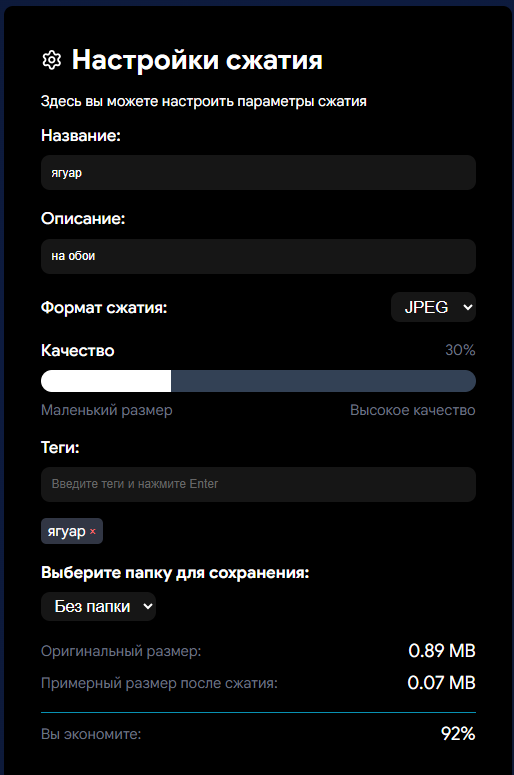 Настройки сжатия
Здесь вы можете настроить параметры сжатия
Название:
ягуар
Описание:
на обои
Формат сжатия: JPEG
Качество 30%
Маленький размер Высокое качество
Теги:
Введите теги и нажмите Enter
ягуар ×
Выберите папку для сохранения:
Без папки
Оригинальный размер: 0.89 MB
Примерный размер после сжатия: 0.07 MB
Вы экономите: 92%